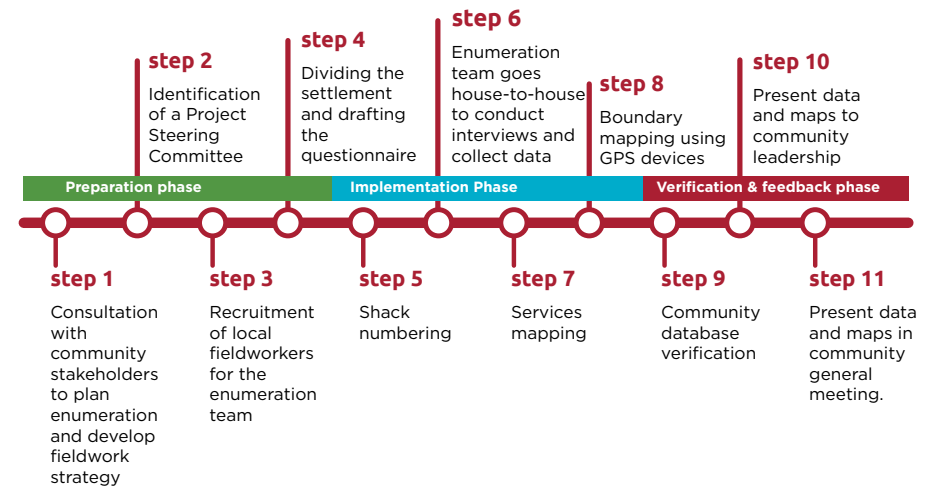 step 2
Identification
of a Project
Steering
Committee
step 4
Dividing the
settlement
and drafting
the
questionnaire
step 6
Enumeration
team goes
house-to-house
to conduct
interviews and
collect data
step 8
Boundary
mapping using
GPS devices
step 10
Present data
and maps to
community
leadership
Preparation phase
Implementation Phase
Verification & feedback phase
step 1
Consultation
with
community
stakeholders
to plan
enumeration
and develop
fieldwork
strategy
step 3
Recruitment
of local
fieldworkers
for the
enumeration
team
step 5
Shack
numbering
step 7
Services
mapping
step 9
Community
database
verification
step 11
Present data
and maps in
community
general
meeting.